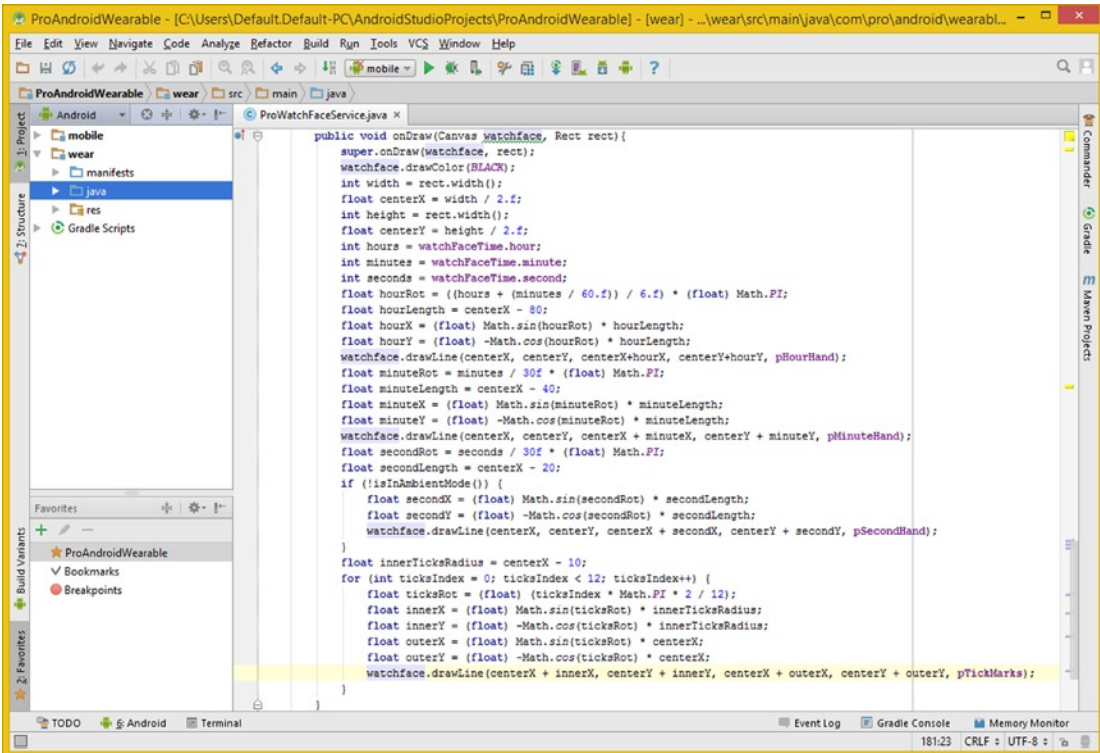 ProAndroidWearable - [C:\Users\Default.Default-PC\AndroidStudioProjects\ProAndroidWearable] - [wear] - ...\wear\src\main\java\com\pro\android\wearabl...
File Edit View Navigate Code Analyze Refactor Build Run Tools VCS Window Help
mobile
ProAndroidWearable wear src main java
1: Project
2: Structure
Build Variants
2: Favorites
Android
mobile
wear
manifests
java
res
Gradle Scripts
Favorites
ProAndroidWearable
Bookmarks
Breakpoints
ProWatchFaceService.java
public void onDraw(Canvas watchface, Rect rect){
super.onDraw(watchface, rect);
watchface.drawColor(BLACK);
int width = rect.width();
float centerX = width / 2.f;
int height = rect.width();
float centerY = height / 2.f;
int hours = watchFaceTime.hour;
int minutes = watchFaceTime.minute;
int seconds = watchFaceTime.second;
float hourRot = ((hours + (minutes / 60.f)) / 6.f) * (float) Math.PI;
float hourLength = centerX - 80;
float hourX = (float) Math.sin(hourRot) * hourLength;
float hourY = (float) -Math.cos(hourRot) * hourLength;
watchface.drawLine(centerX, centerY, centerX+hourX, centerY+hourY, pHourHand);
float minuteRot = minutes / 30f * (float) Math.PI;
float minuteLength = centerX - 40;
float minuteX = (float) Math.sin(minuteRot) * minuteLength;
float minuteY = (float) -Math.cos(minuteRot) * minuteLength;
watchface.drawLine(centerX, centerY, centerX + minuteX, centerY + minuteY, pMinuteHand);
float secondRot = seconds / 30f * (float) Math.PI;
float secondLength = centerX - 20;
if (!isInAmbientMode()) {
float secondX = (float) Math.sin(secondRot) * secondLength;
float secondY = (float) -Math.cos(secondRot) * secondLength;
watchface.drawLine(centerX, centerY, centerX + secondX, centerY + secondY, pSecondHand);
}
float innerTicksRadius = centerX - 10;
for (int ticksIndex = 0; ticksIndex < 12; ticksIndex++) {
float ticksRot = (float) (ticksIndex * Math.PI * 2 / 12);
float innerX = (float) Math.sin(ticksRot) * innerTicksRadius;
float innerY = (float) -Math.cos(ticksRot) * innerTicksRadius;
float outerX = (float) Math.sin(ticksRot) * centerX;
float outerY = (float) -Math.cos(ticksRot) * centerX;
watchface.drawLine(centerX + innerX, centerY + innerY, centerX + outerX, centerY + outerY, pTickMarks);
}
}
Commander
Gradle
m Maven Projects
TODO 6: Android Terminal Event Log Gradle Console Memory Monitor
181:23 CRLF UTF-8